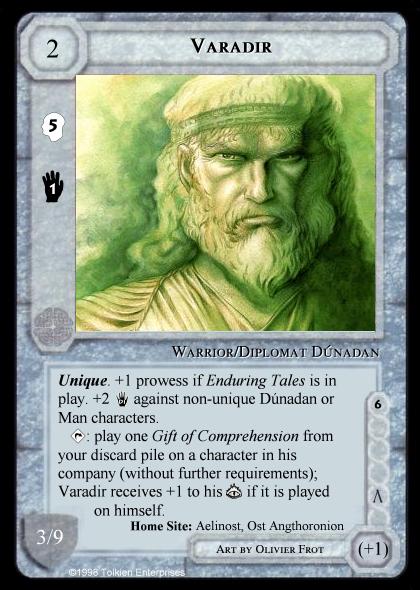 2
VARADIR
5
1
WARRIOR/DIPLOMAT DÚNADAN
Unique. +1 prowess if Enduring Tales is in
play. +2 against non-unique Dúnadan or
Man characters.
: play one Gift of Comprehension from
your discard pile on a character in his
company (without further requirements);
Varadir receives +1 to his if it is played
on himself.
Home Site: Aelinost, Ost Angthoronion
6
3/9
ART BY OLIVIER FROT
(+1)
©1998 Tolkien Enterprises